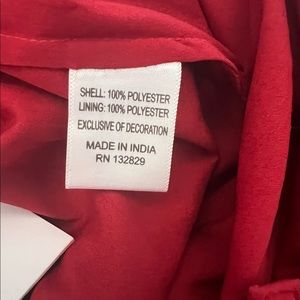 SHELL: 100% POLYESTER
LINING: 100% POLYESTER
EXCLUSIVE OF DECORATION
MADE IN INDIA
RN 132829